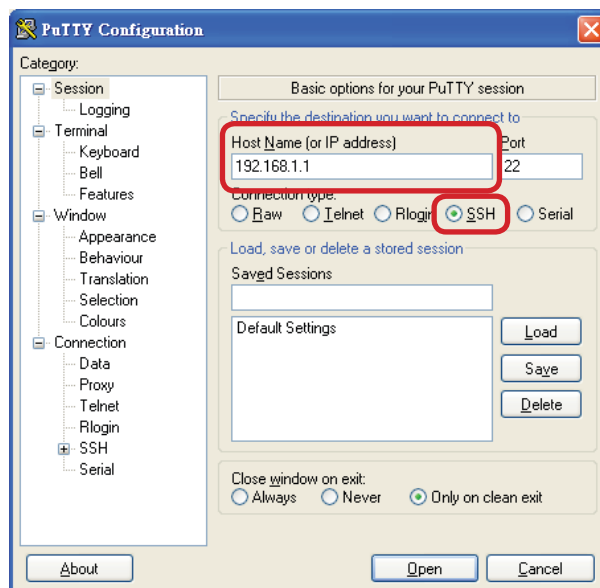 PuTTY Configuration
Category:
Session
Logging
Terminal
Keyboard
Bell
Features
Window
Appearance
Behaviour
Translation
Selection
Colours
Connection
Data
Proxy
Telnet
Rlogin
SSH
Serial
Basic options for your PuTTY session
Specify the destination you want to connect to
Host Name (or IP address) Port
192.168.1.1 22
Connection type:
Raw Telnet Rlogin SSH Serial
Load, save or delete a stored session
Saved Sessions
Default Settings
Load
Save
Delete
Close window on exit:
Always Never Only on clean exit
About Open Cancel